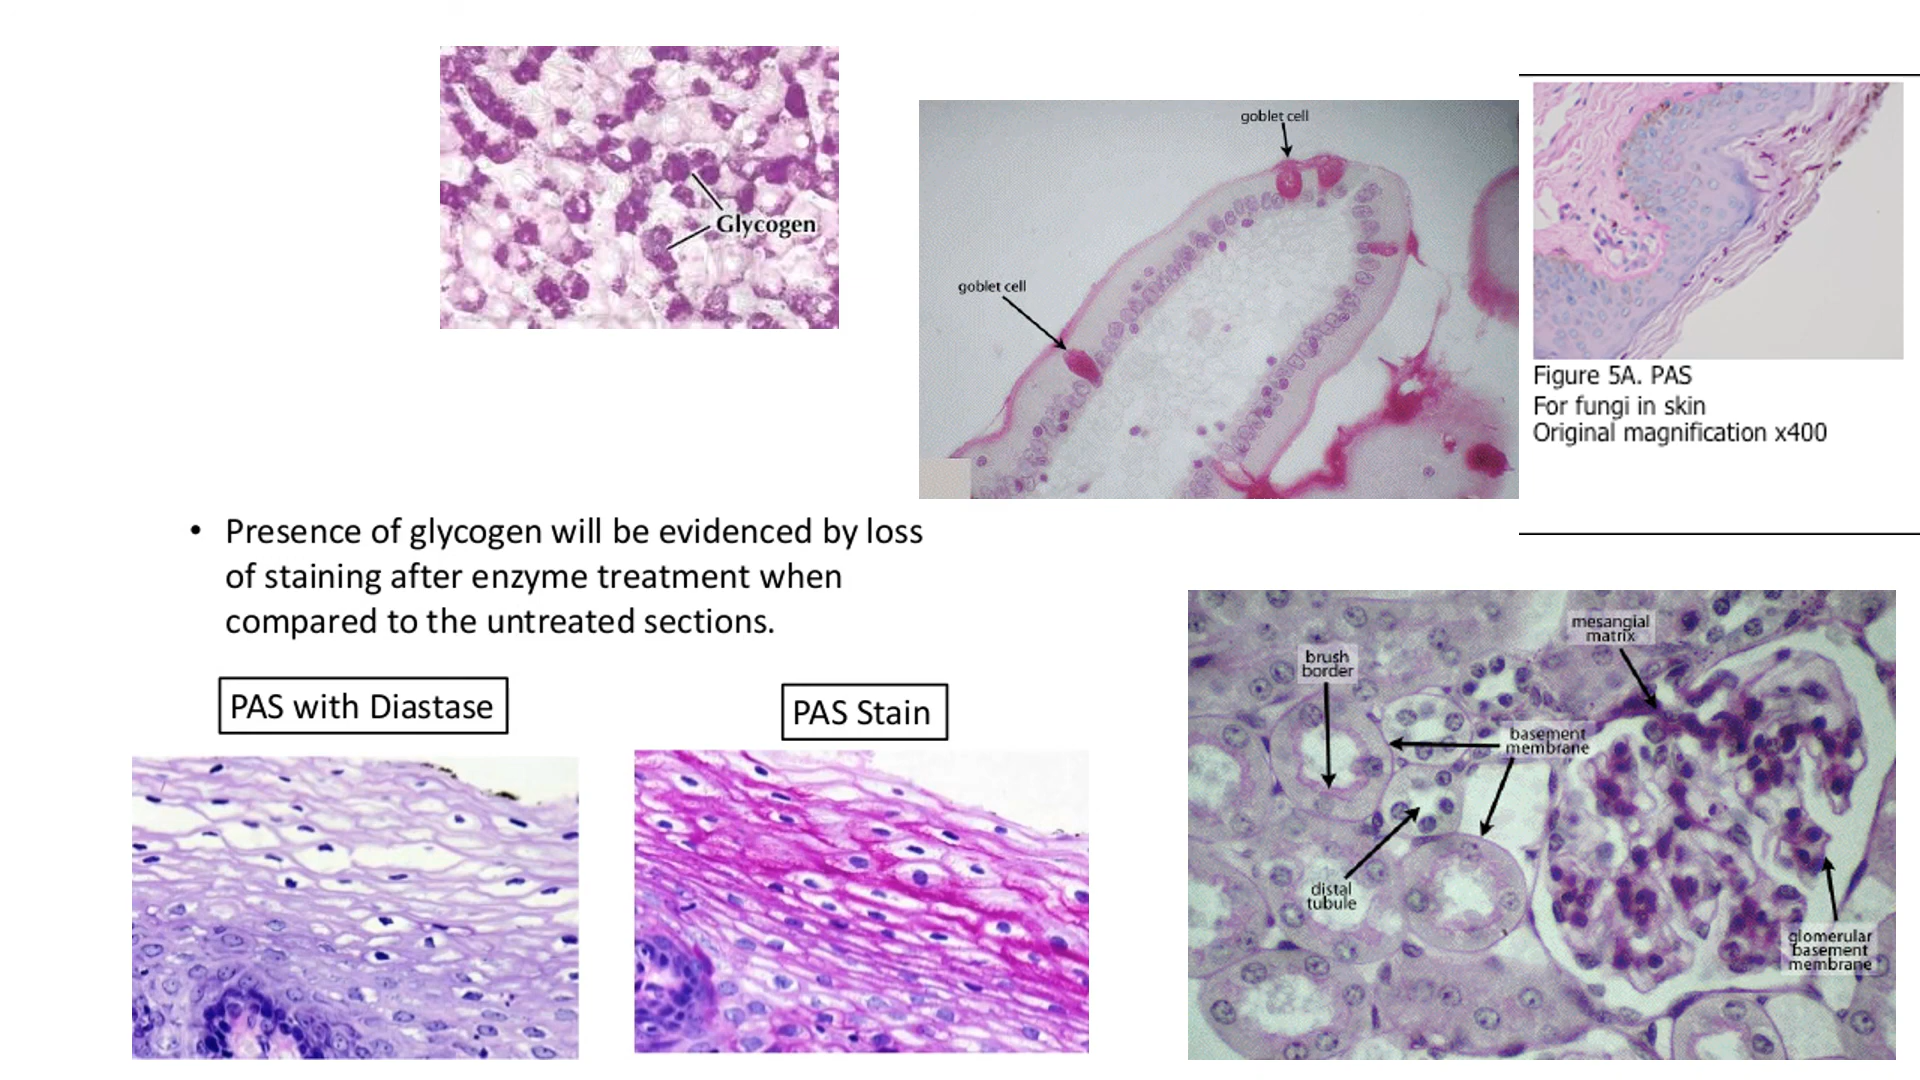 Glycogen
goblet cell
goblet cell
Figure 5A. PAS
For fungi in skin
Original magnification x400
• Presence of glycogen will be evidenced by loss
of staining after enzyme treatment when
compared to the untreated sections.
PAS with Diastase
PAS Stain
mesangial
matrix
brush
border
basement
membrane
distal
tubule
glomerular
basement
membrane